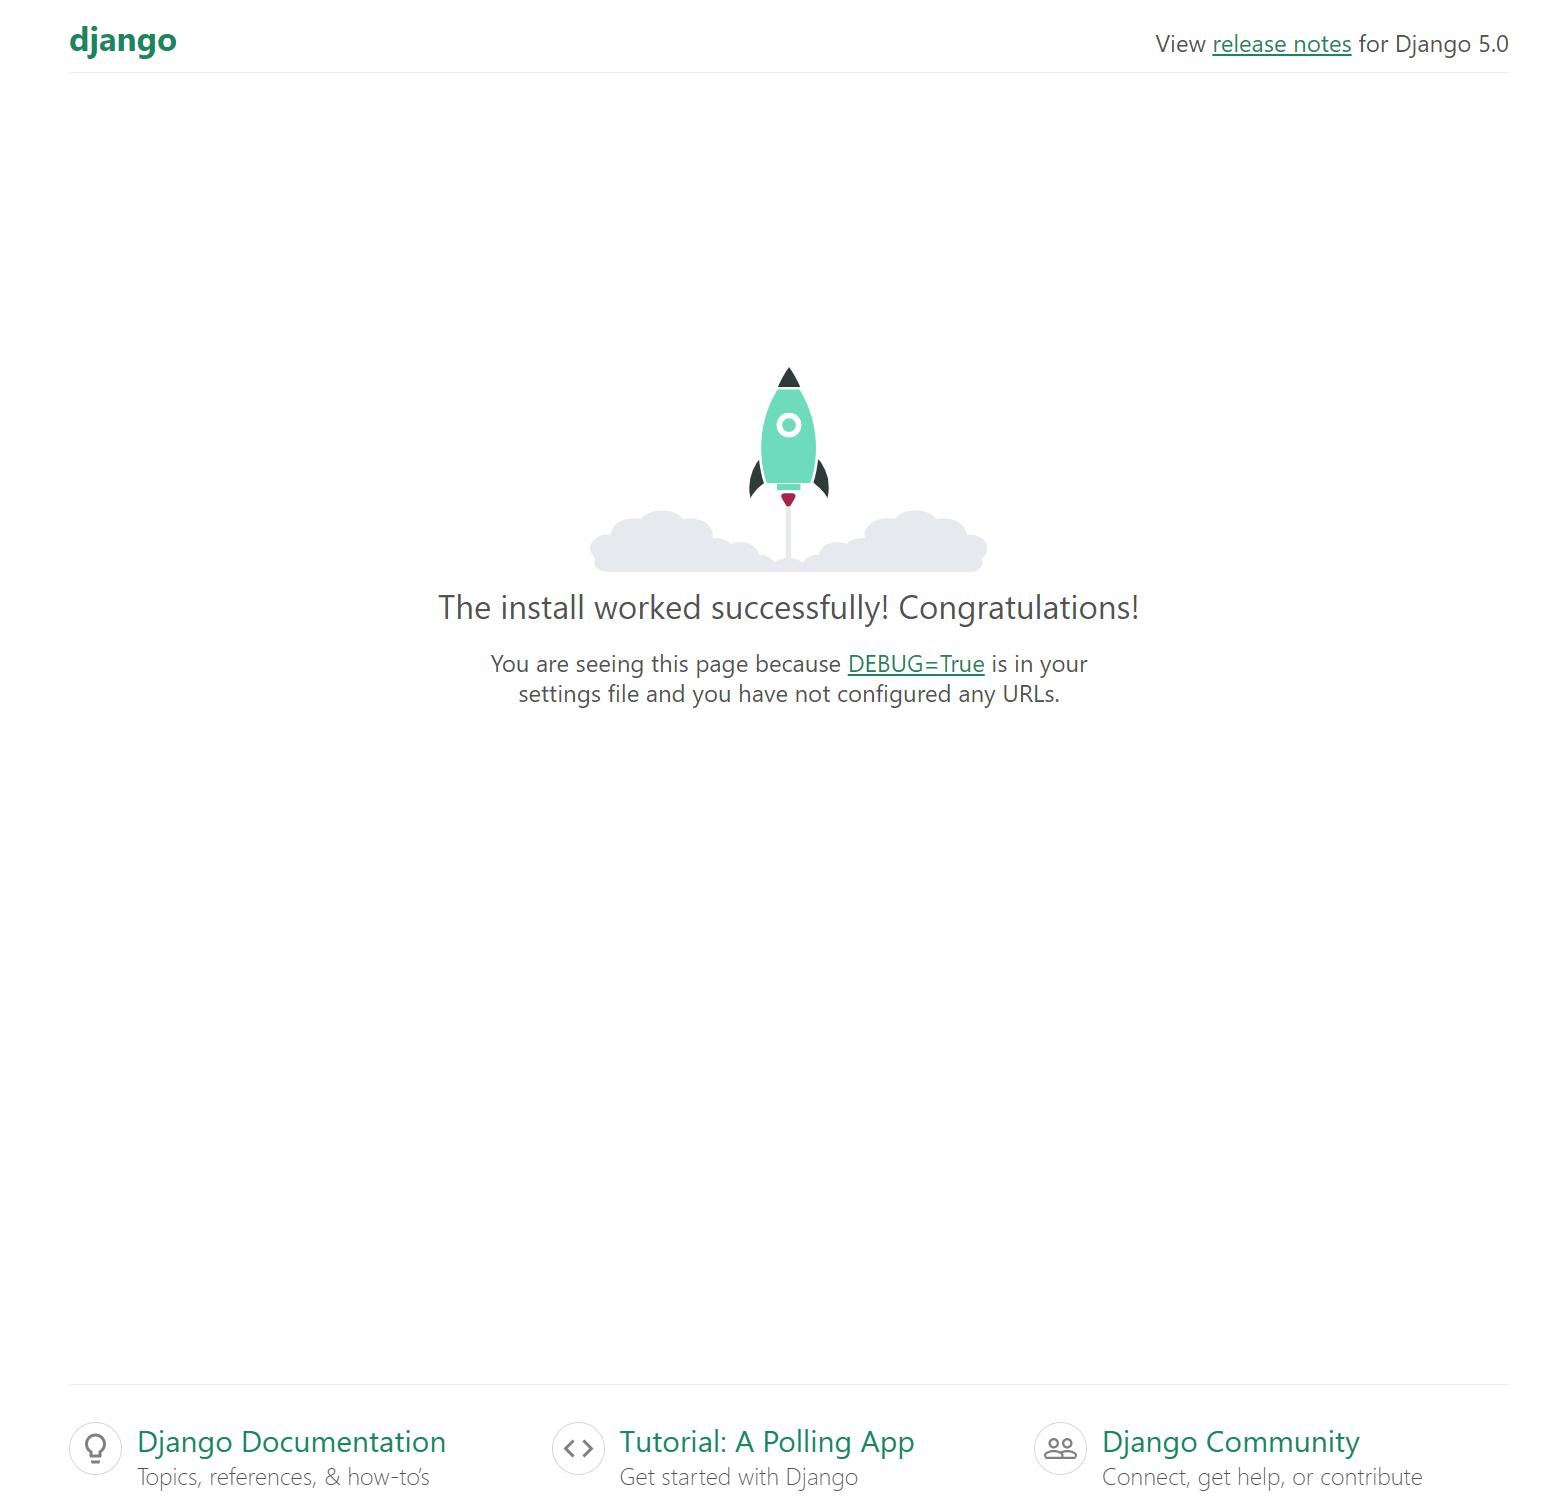 django
View release notes for Django 5.0
The install worked successfully! Congratulations!
You are seeing this page because DEBUG=True is in your
settings file and you have not configured any URLs.
Django Documentation
Topics, references, & how-to’s
Tutorial: A Polling App
Get started with Django
Django Community
Connect, get help, or contribute